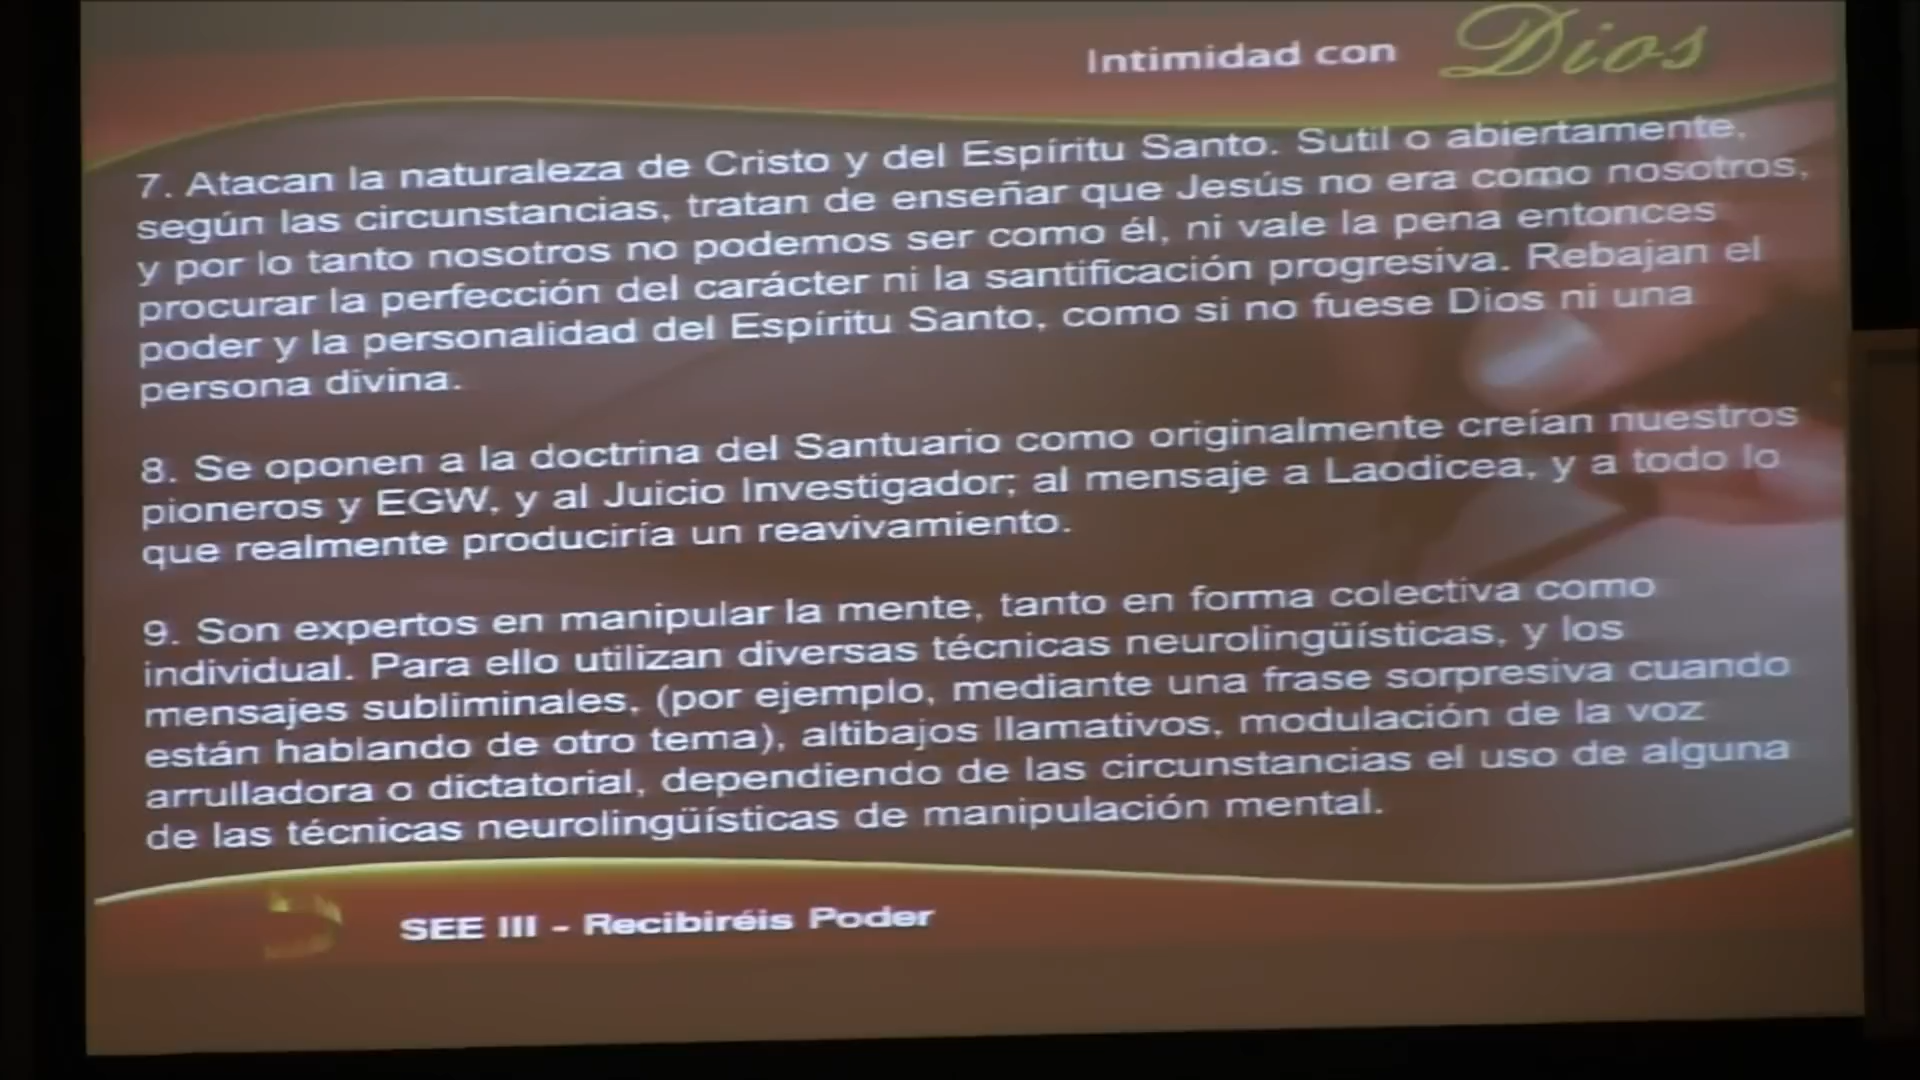 Intimidad con Dios
7. Atacan la naturaleza de Cristo y del Espíritu Santo. Sutil o abiertamente,
según las circunstancias, tratan de enseñar que Jesús no era como nosotros,
y por lo tanto nosotros no podemos ser como él, ni vale la pena entonces
procurar la perfección del carácter ni la santificación progresiva. Rebajan el
poder y la personalidad del Espíritu Santo, como si no fuese Dios ni una
persona divina.
8. Se oponen a la doctrina del Santuario como originalmente creían nuestros
pioneros y EGW, y al Juicio Investigador; al mensaje a Laodicea, y a todo lo
que realmente produciría un reavivamiento.
9. Son expertos en manipular la mente, tanto en forma colectiva como
individual. Para ello utilizan diversas técnicas neurolingüísticas, y los
mensajes subliminales, (por ejemplo, mediante una frase sorpresiva cuando
están hablando de otro tema), altibajos llamativos, modulación de la voz
arrulladora o dictatorial, dependiendo de las circunstancias el uso de alguna
de las técnicas neurolingüísticas de manipulación mental.
SEE III - Recibiréis Poder